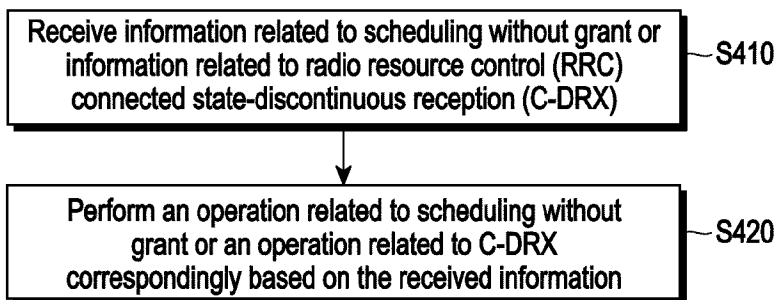 Receive information related to scheduling without grant or
information related to radio resource control (RRC)
connected state-discontinuous reception (C-DRX)
S410
Perform an operation related to scheduling without
grant or an operation related to C-DRX
correspondingly based on the received information
S420